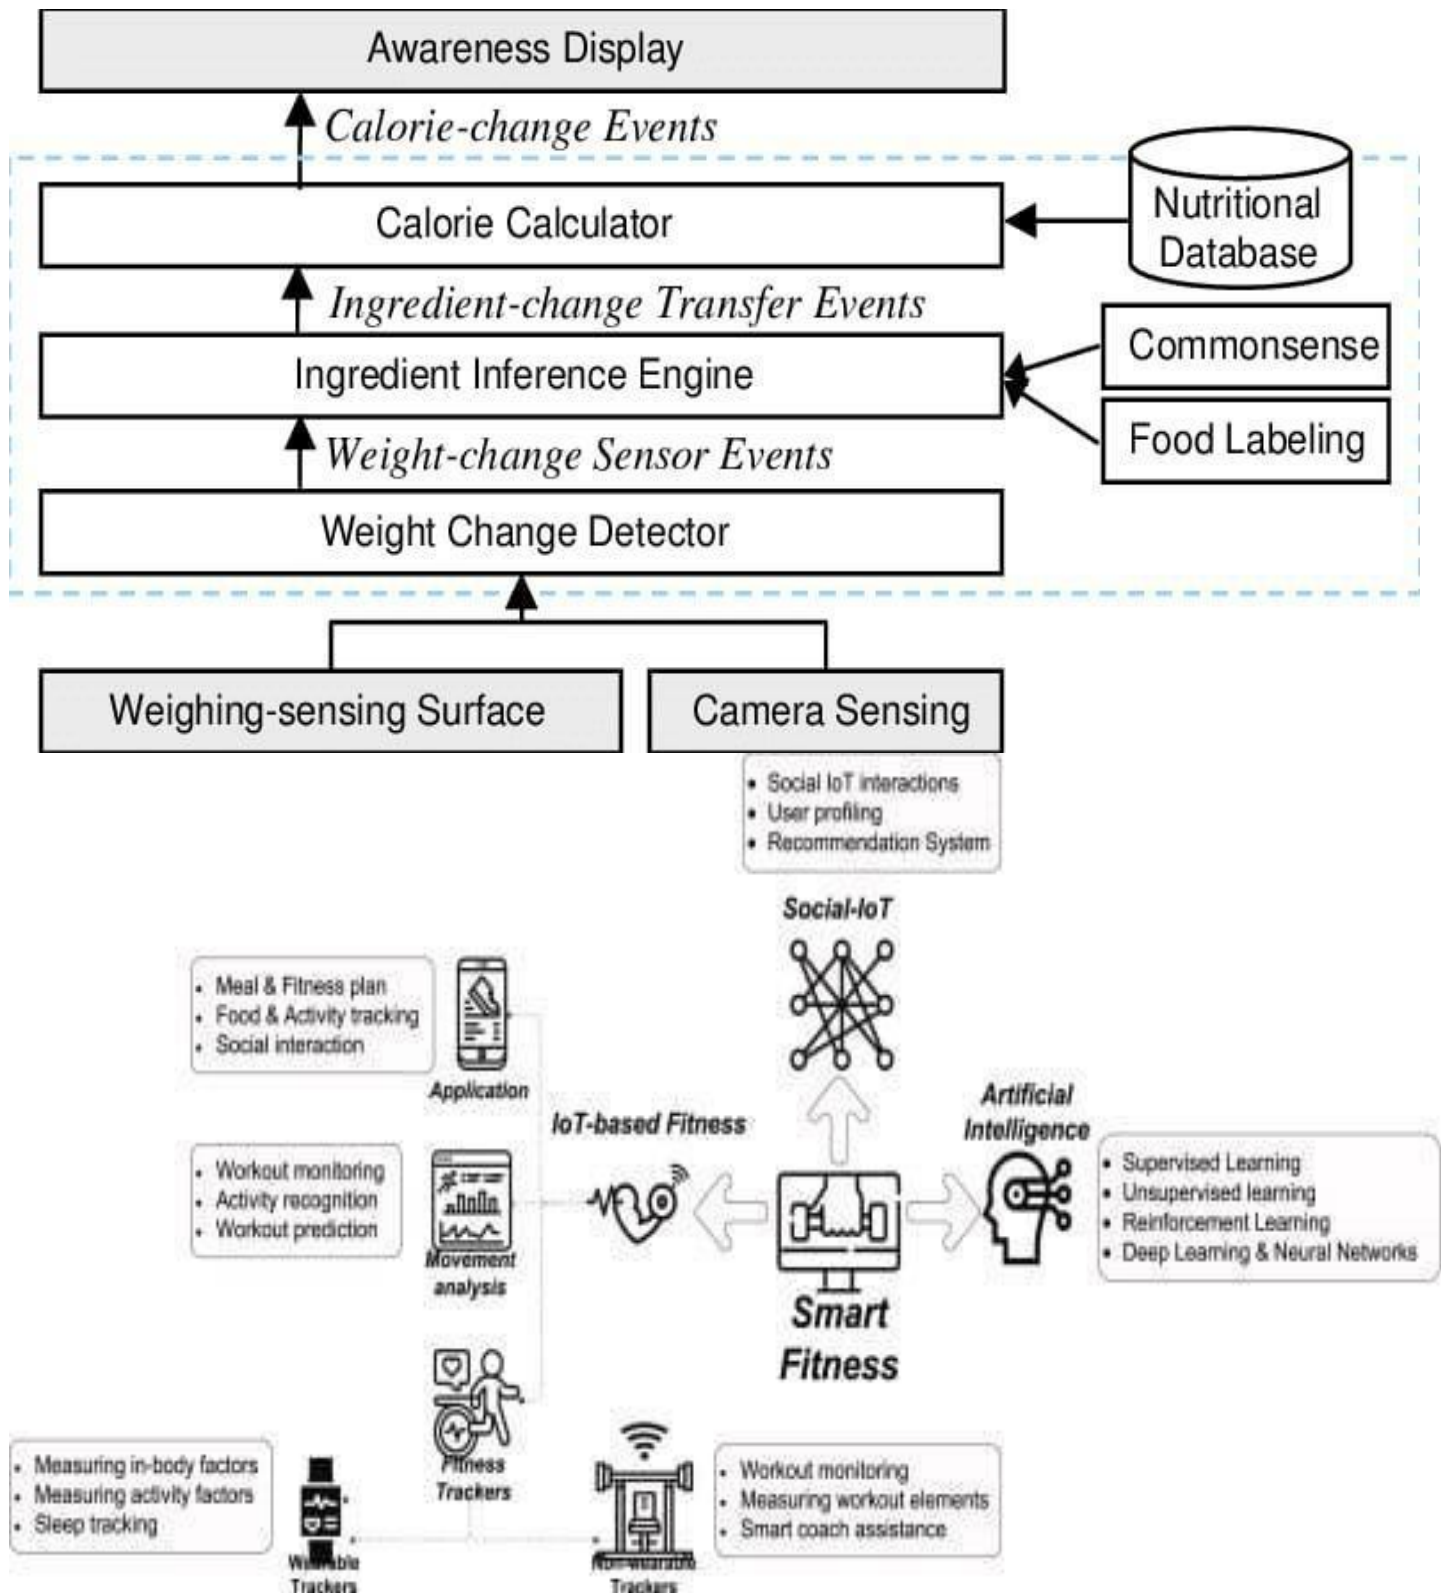 Awareness Display
Calorie-change Events
Calorie Calculator
Nutritional
Database
Ingredient-change Transfer Events
Ingredient Inference Engine
Commonsense
Food Labeling
Weight-change Sensor Events
Weight Change Detector
Weighing-sensing Surface
Camera Sensing
• Social IoT interactions
• User profiling
• Recommendation System
Social-IoT
• Meal & Fitness plan
• Food & Activity tracking
• Social interaction
Application
IoT-based Fitness
Artificial
Intelligence
• Workout monitoring
• Activity recognition
• Workout prediction
Movement
analysis
• Supervised Learning
• Unsupervised learning
• Reinforcement Learning
• Deep Learning & Neural Networks
Smart
Fitness
Fitness
Trackers
• Measuring in-body factors
• Measuring activity factors
• Sleep tracking
Wearable
Trackers
Non-wearable
Trackers
• Workout monitoring
• Measuring workout elements
• Smart coach assistance